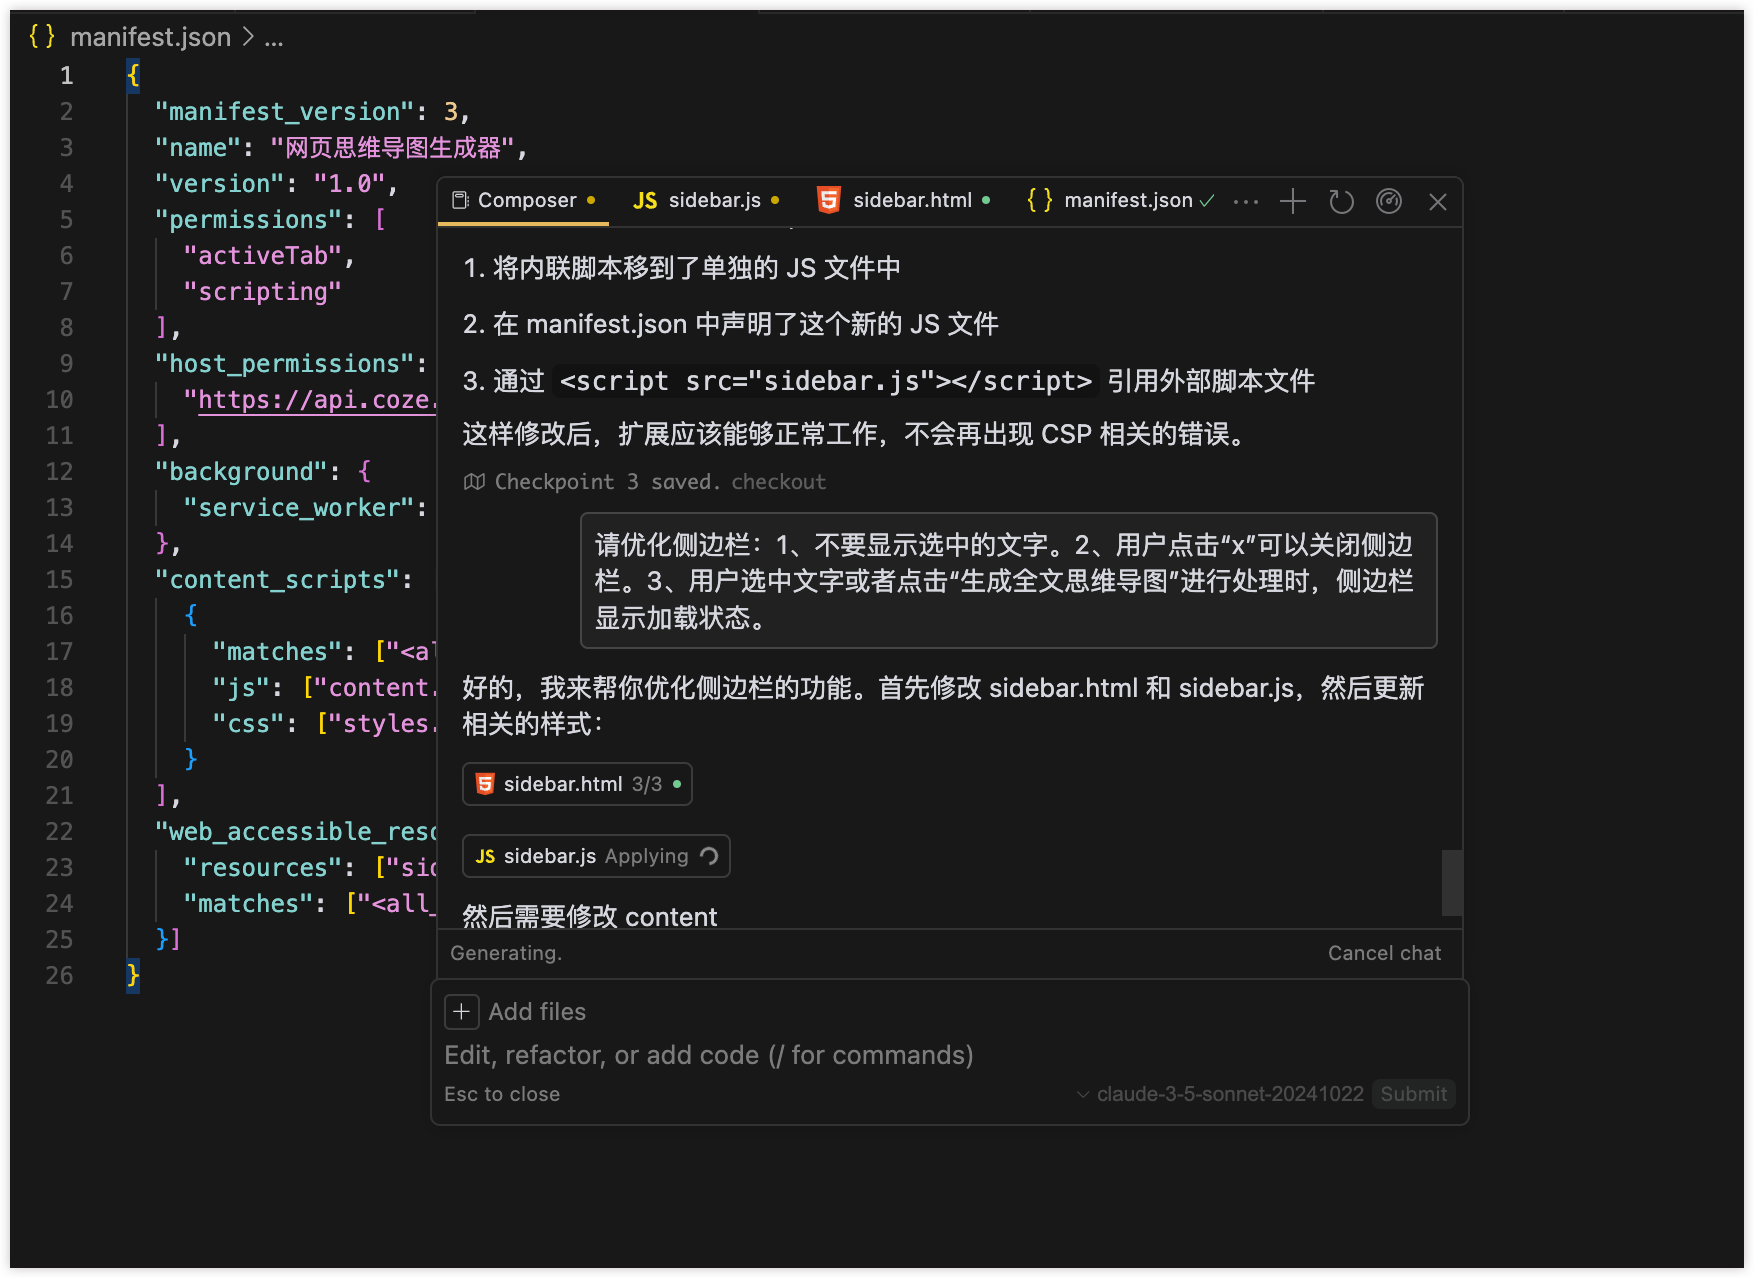 { } manifest.json > ...
1 {
2 "manifest_version": 3,
3 "name": "网页思维导图生成器",
4 "version": "1.0",
5 "permissions": [
6 "activeTab",
7 "scripting"
8 ],
9 "host_permissions":
10 "https://api.coze.
11 ],
12 "background": {
13 "service_worker":
14 },
15 "content_scripts":
16 {
17 "matches": ["<al
18 "js": ["content.
19 "css": ["styles.
20 }
21 ],
22 "web_accessible_reso
23 "resources": ["sid
24 "matches": ["<all_
25 }]
26 }
Composer JS sidebar.js sidebar.html { } manifest.json ✓ ...
1. 将内联脚本移到了单独的 JS 文件中
2. 在 manifest.json 中声明了这个新的 JS 文件
3. 通过 <script src="sidebar.js"></script> 引用外部脚本文件
这样修改后，扩展应该能够正常工作，不会再出现 CSP 相关的错误。
Checkpoint 3 saved. checkout
请优化侧边栏：1、不要显示选中的文字。2、用户点击“x”可以关闭侧边
栏。3、用户选中文字或者点击“生成全文思维导图”进行处理时，侧边栏
显示加载状态。
好的，我来帮你优化侧边栏的功能。首先修改 sidebar.html 和 sidebar.js，然后更新
相关的样式：
sidebar.html 3/3
JS sidebar.js Applying
然后需要修改 content
Generating. Cancel chat
+ Add files
Edit, refactor, or add code (/ for commands)
Esc to close claude-3-5-sonnet-20241022 Submit